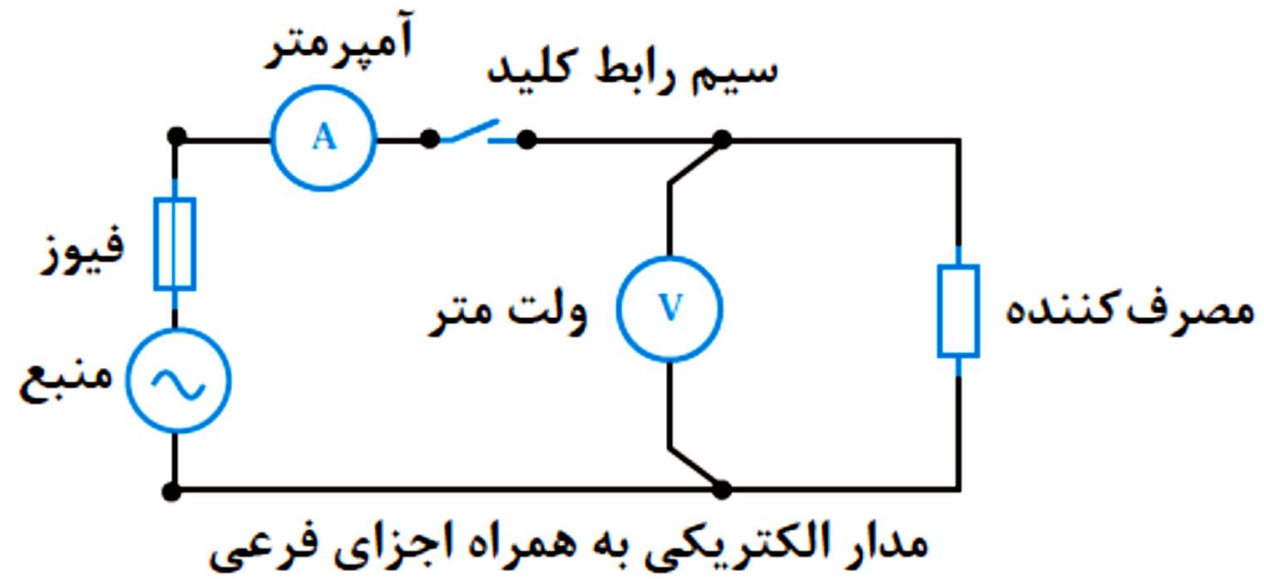 آمپرمتر
سیم رابط کلید
A
فیوز
ولت متر
V
مصرف کننده
منبع
مدار الکتریکی به همراه اجزای فرعی